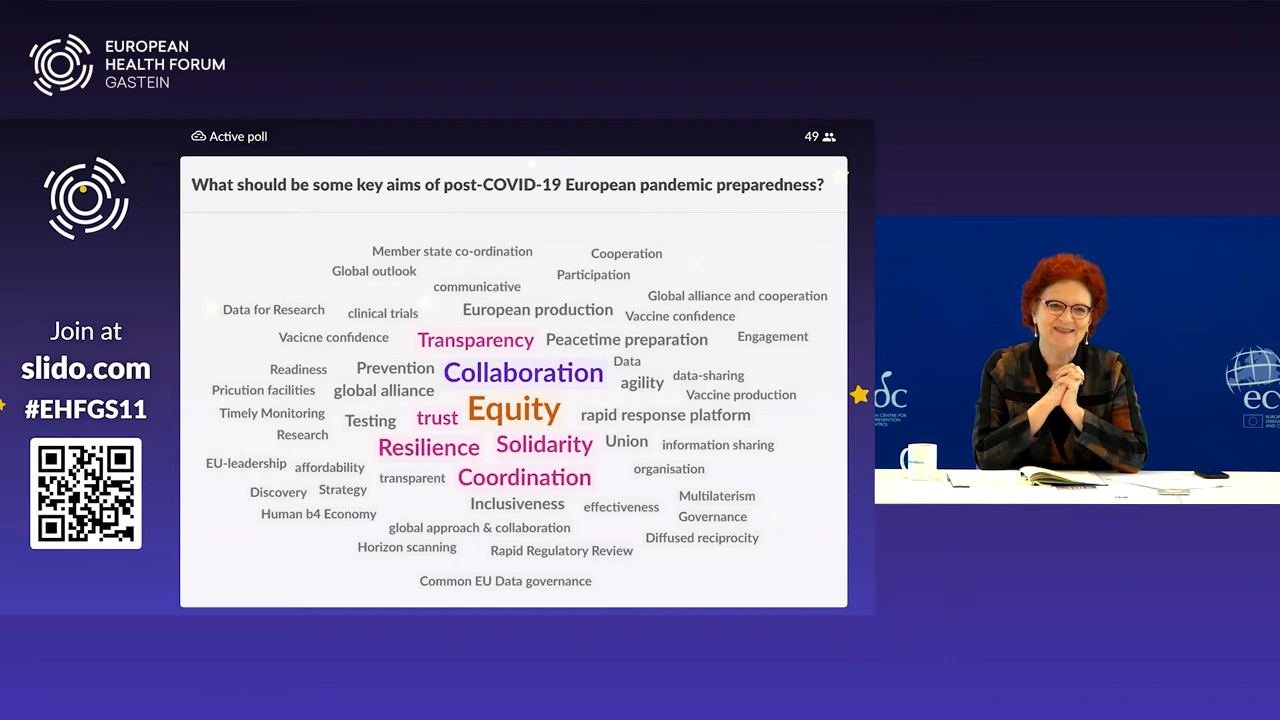 EUROPEAN
HEALTH FORUM
GASTEIN
Active poll
49
What should be some key aims of post-COVID-19 European pandemic preparedness?
Member state co-ordination
Cooperation
Global outlook
Participation
communicative
Global alliance and cooperation
Data for Research
clinical trials
European production
Vaccine confidence
Vacicne confidence
Transparency
Peacetime preparation
Engagement
Readiness
Prevention
Collaboration
Data
agility
data-sharing
Pricution facilities
global alliance
Vaccine production
Timely Monitoring
Testing
trust
Equity
rapid response platform
Research
Resilience
Solidarity
Union
information sharing
EU-leadership
affordability
transparent
Coordination
organisation
Discovery
Strategy
Inclusiveness
effectiveness
Multilaterism
Human b4 Economy
Governance
global approach & collaboration
Diffused reciprocity
Horizon scanning
Rapid Regulatory Review
Common EU Data governance
Join at
slido.com
#EHFGS11